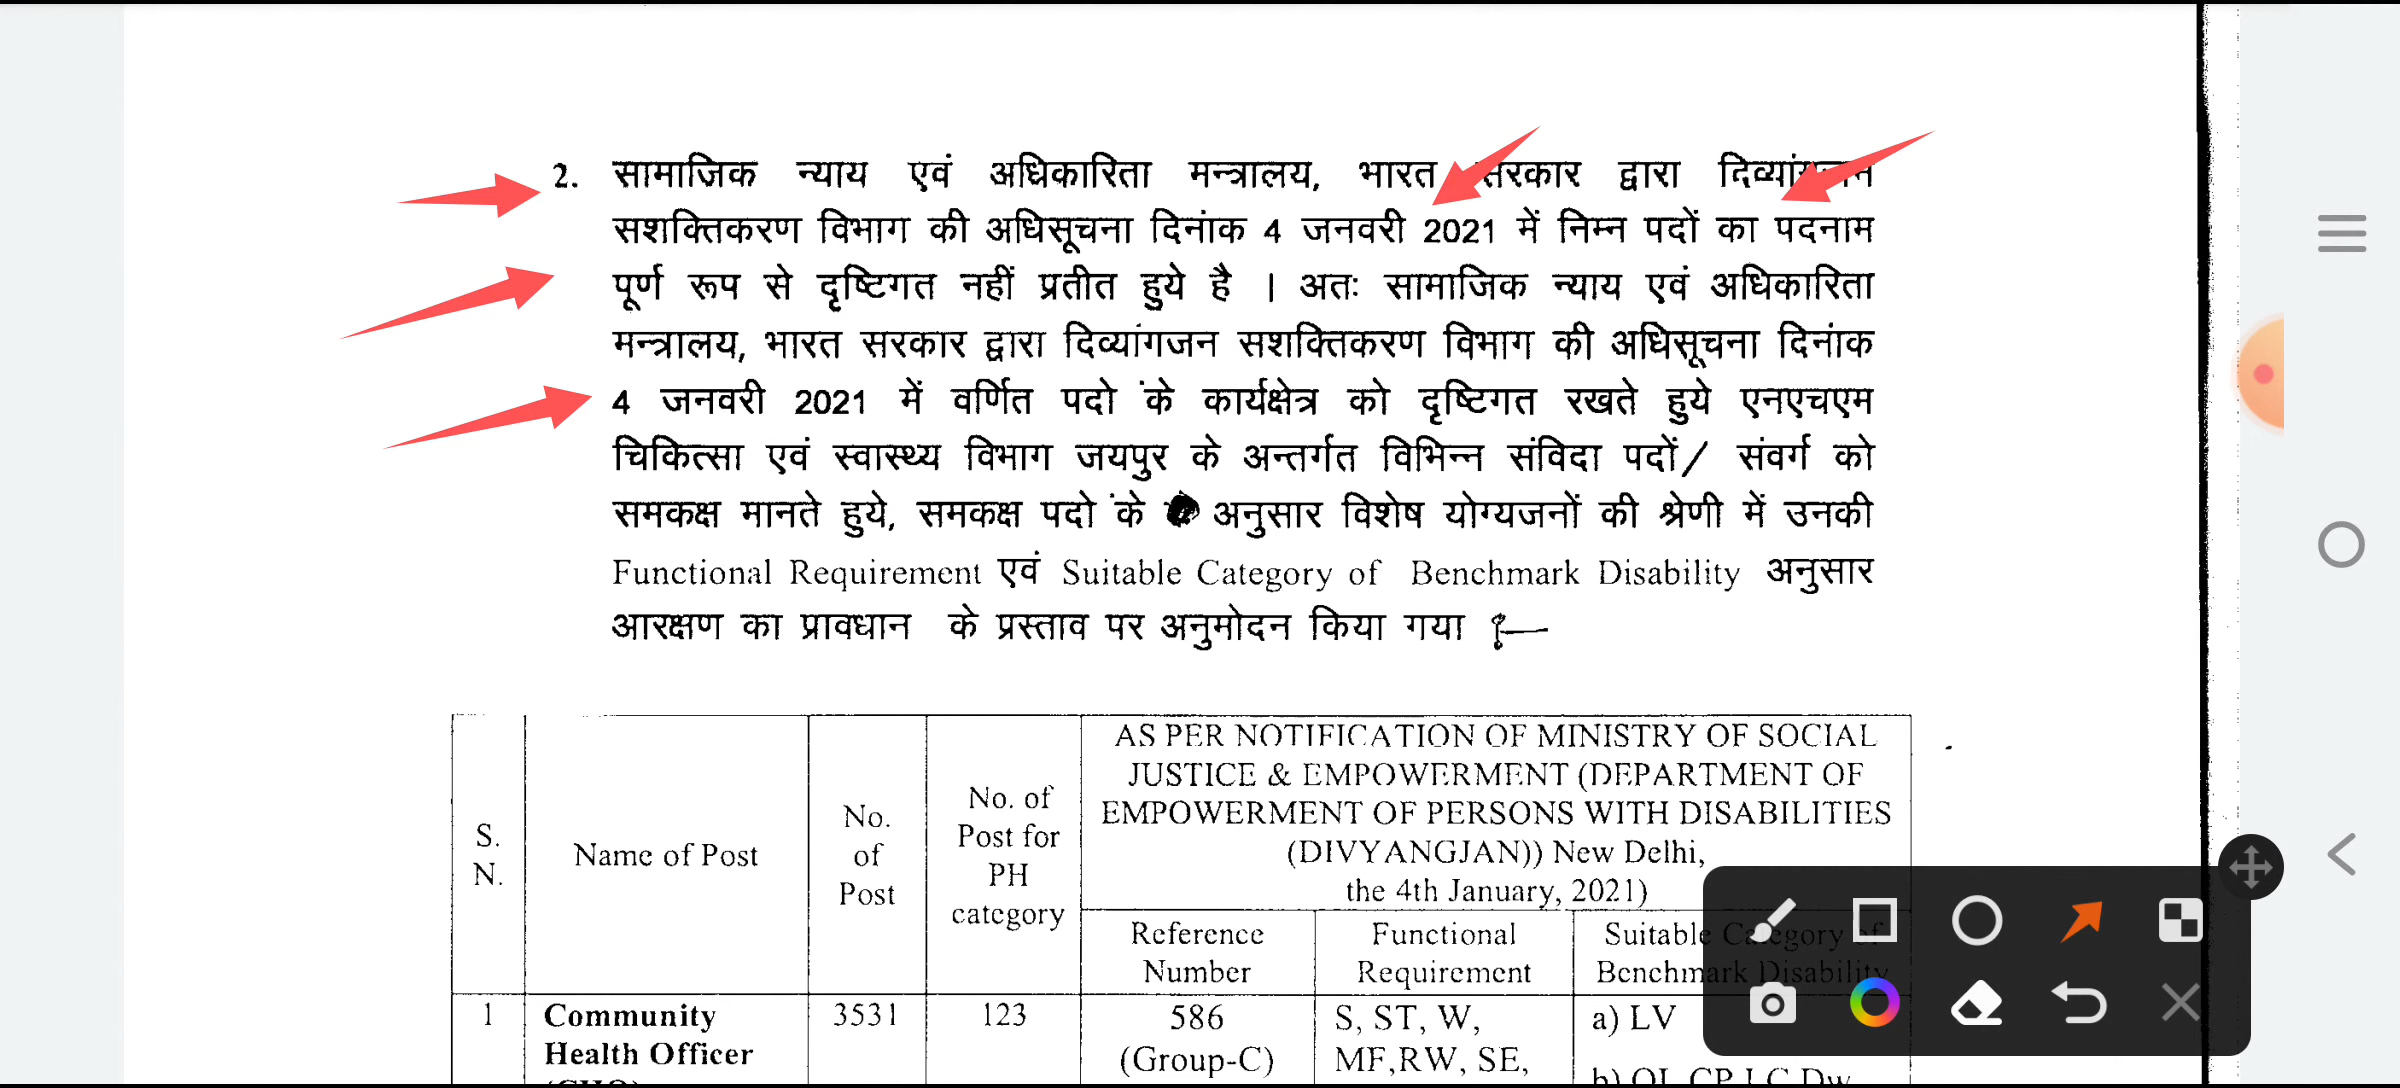 2. सामाजिक न्याय एवं अधिकारिता मन्त्रालय, भारत सरकार द्वारा
सशक्तिकरण विभाग की अधिसूचना दिनांक 4 जनवरी 2021 में निम्न पदों का पदनाम
पूर्ण रूप से दृष्टिगत नहीं प्रतीत हुये है । अतः सामाजिक न्याय एवं अधिकारिता
मन्त्रालय, भारत सरकार द्वारा दिव्यांगजन सशक्तिकरण विभाग की अधिसूचना दिनांक
4 जनवरी 2021 में वर्णित पदो के कार्यक्षेत्र को दृष्टिगत रखते हुये एनएचएम
चिकित्सा एवं स्वास्थ्य विभाग जयपुर के अन्तर्गत विभिन्न संविदा पदों/ संवर्ग को
समकक्ष मानते हुये, समकक्ष पदो के अनुसार विशेष योग्यजनों की श्रेणी में उनकी
Functional Requirement एवं Suitable Category of Benchmark Disability अनुसार
आरक्षण का प्रावधान के प्रस्ताव पर अनुमोदन किया गया
S.
N.
Name of Post
No.
of
Post
No. of
Post for
PH
category
AS PER NOTIFICATION OF MINISTRY OF SOCIAL
JUSTICE & EMPOWERMENT (DEPARTMENT OF
EMPOWERMENT OF PERSONS WITH DISABILITIES
(DIVYANGJAN)) New Delhi,
the 4th January, 2021)
Reference
Number
Functional
Requirement
Suitable Category of
Benchmark Disability
1
Community
Health Officer
3531
123
586
(Group-C)
S, ST, W,
MF,RW, SE,
a) LV